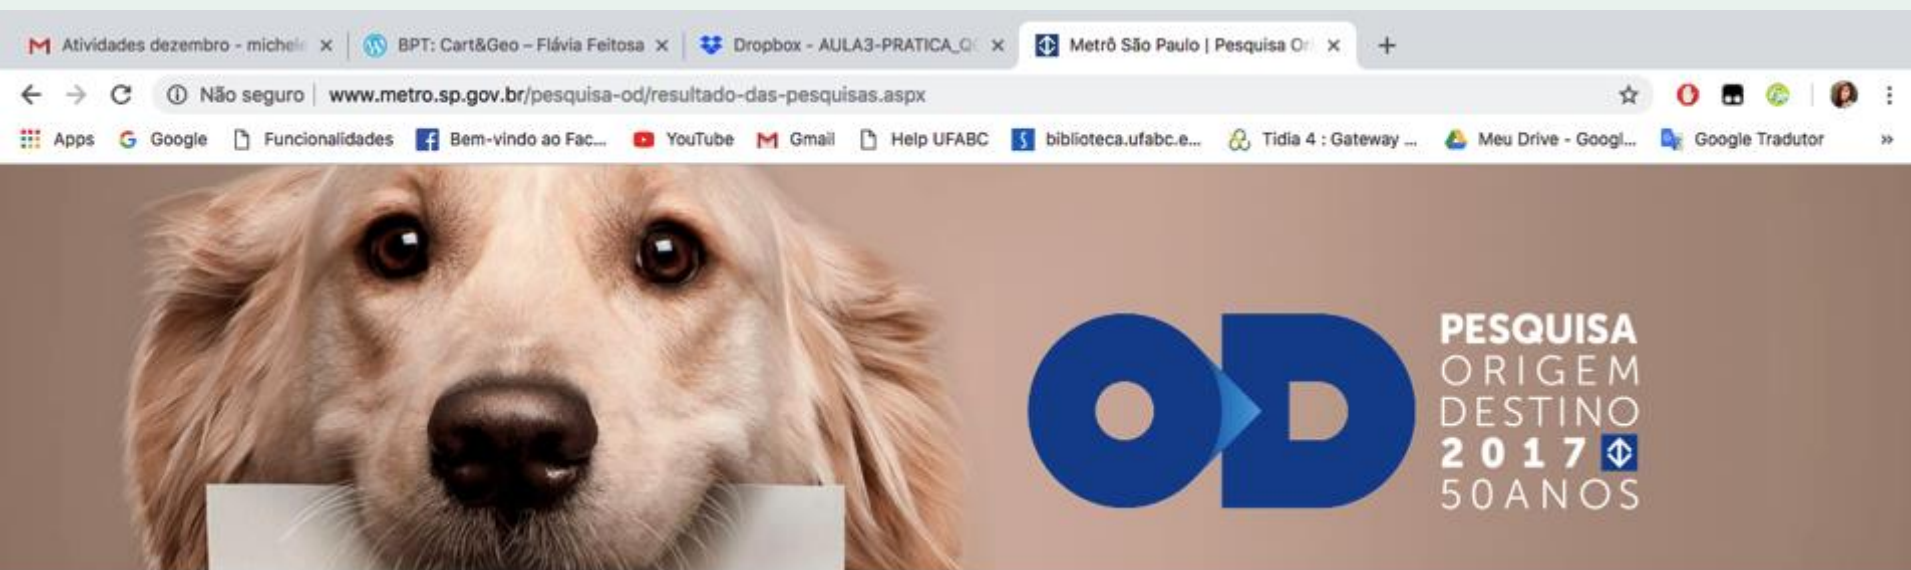 Atividades dezembro - michel
BPT: Cart&Geo – Flávia Feitosa
Dropbox - AULA3-PRATICA_Q
Metrô São Paulo | Pesquisa Or
Não seguro | www.metro.sp.gov.br/pesquisa-od/resultado-das-pesquisas.aspx
Apps Google Funcionalidades Bem-vindo ao Fac... YouTube Gmail Help UFABC biblioteca.ufabc.e... Tidia 4 : Gateway ... Meu Drive - Googl... Google Tradutor »
OD
PESQUISA
ORIGEM
DESTINO
2017
50ANOS